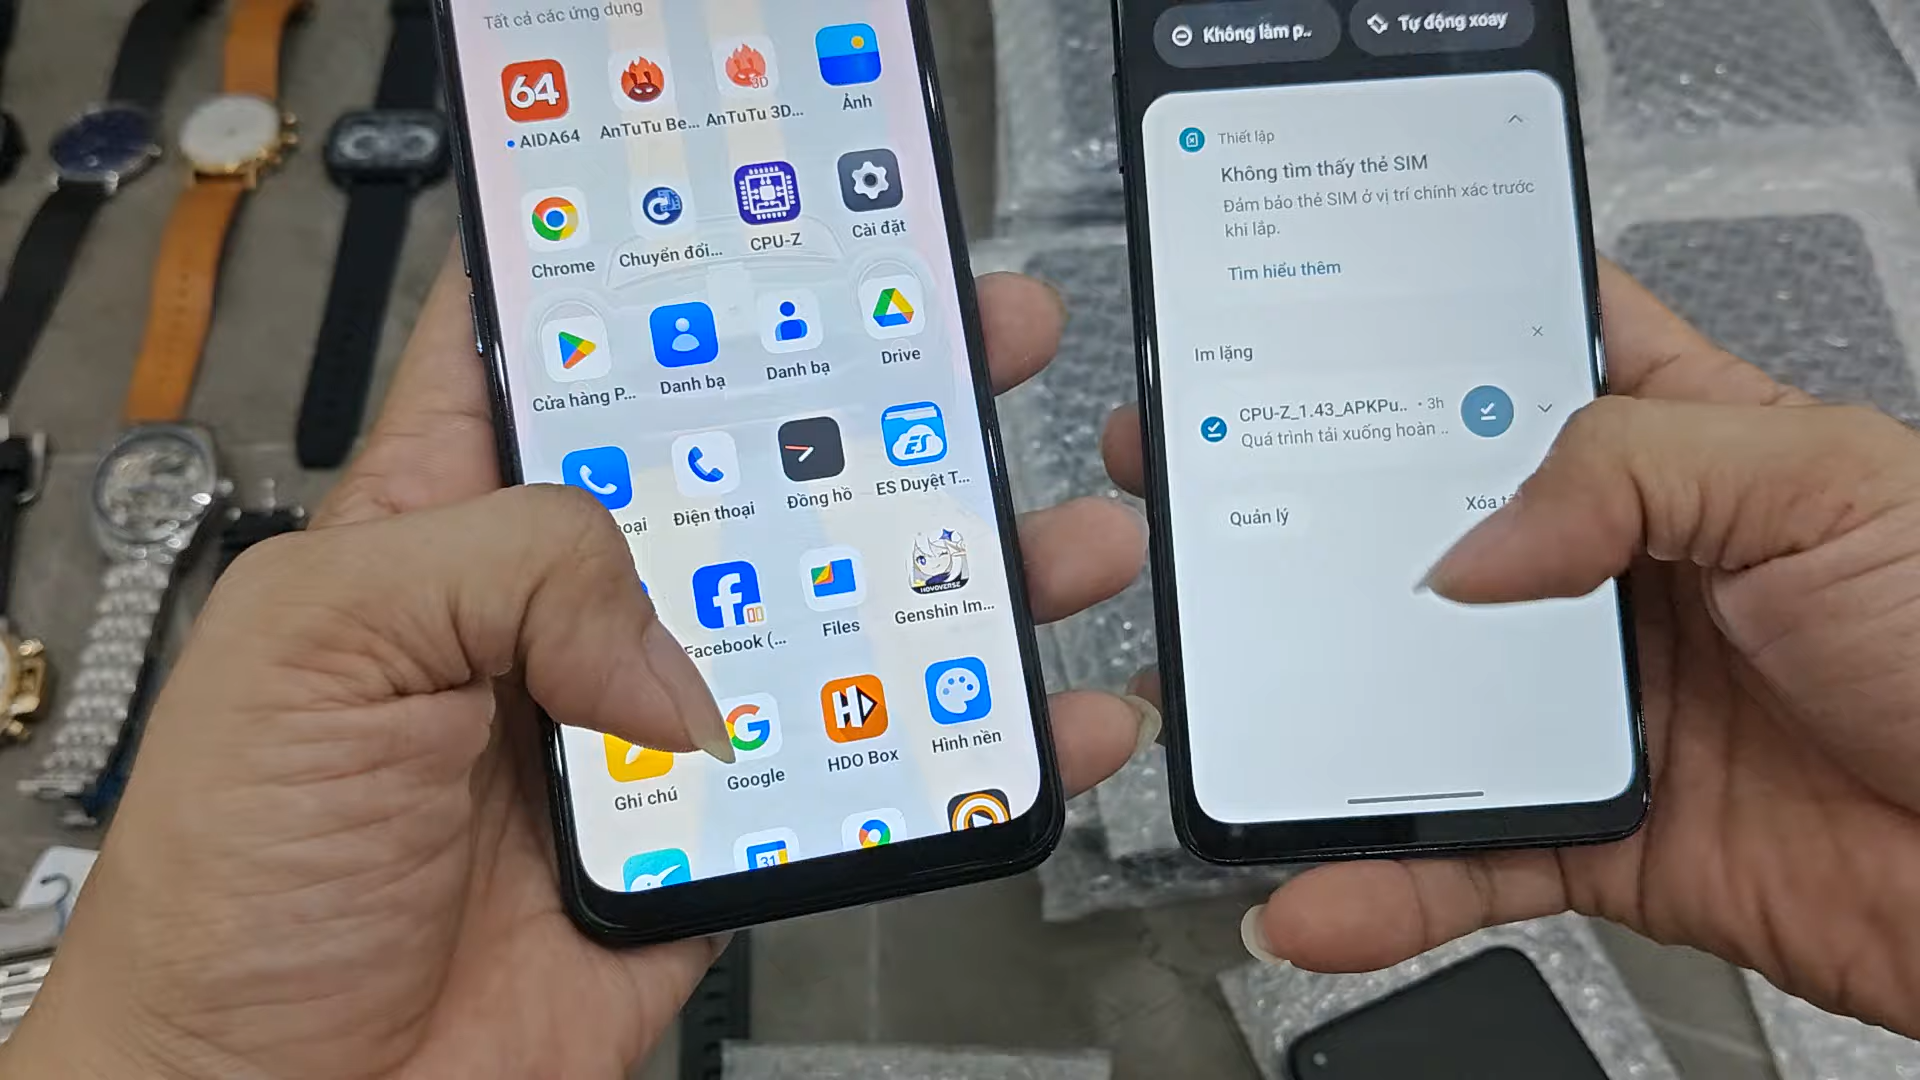 Tất cả các ứng dụng
64
3D
AIDA64
AnTuTu Be...
AnTuTu 3D...
Ảnh
Chrome
Chuyển đổi...
CPU-Z
Cài đặt
Cửa hàng P...
Danh bạ
Danh bạ
Drive
ES
oại
Điện thoại
Đồng hồ
ES Duyệt T...
HOYOVERSE
Facebook (...
Files
Genshin Im...
Ghi chú
Google
HDO Box
Hình nền
31
Không làm p..
Tự động xoay
Thiết lập
Không tìm thấy thẻ SIM
Đảm bảo thẻ SIM ở vị trí chính xác trước
khi lắp.
Tìm hiểu thêm
Im lặng
CPU-Z_1.43_APKPu.. • 3h
Quá trình tải xuống hoàn ..
Quản lý
Xóa